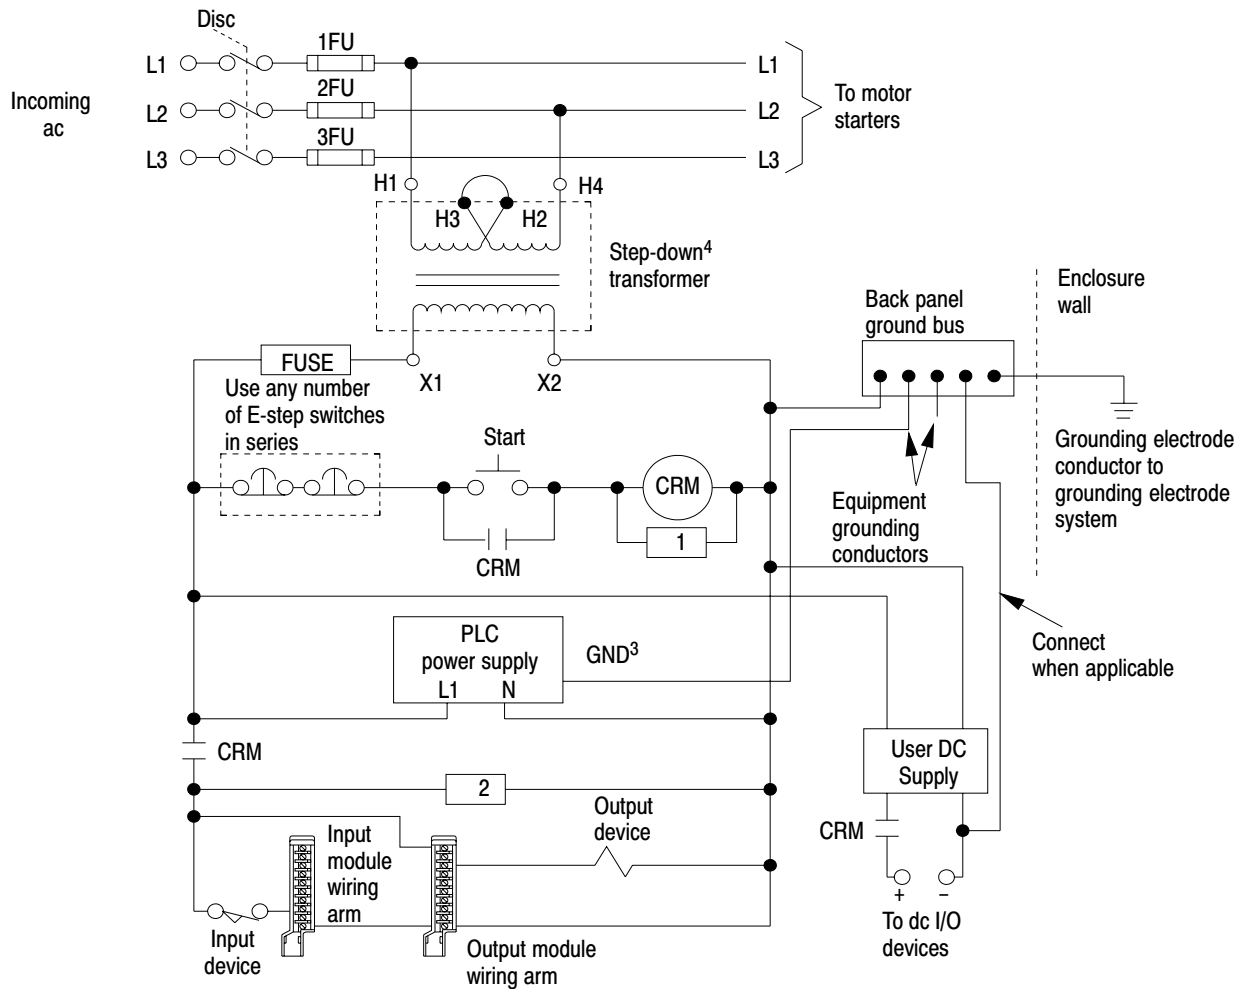 Disc
1FU
L1
L1
2FU
Incoming
ac
L2
L2
To motor
starters
3FU
L3
L3
H1
H4
H3
H2
Step-down4
transformer
Enclosure
wall
Back panel
ground bus
FUSE
X1
X2
Use any number
of E-step switches
in series
Start
CRM
1
CRM
Equipment
grounding
conductors
Grounding electrode
conductor to
grounding electrode
system
PLC
power supply
L1
N
GND3
Connect
when applicable
CRM
User DC
Supply
2
Output
device
CRM
Input
module
wiring
arm
+
–
To dc I/O
devices
Input
device
Output module
wiring arm